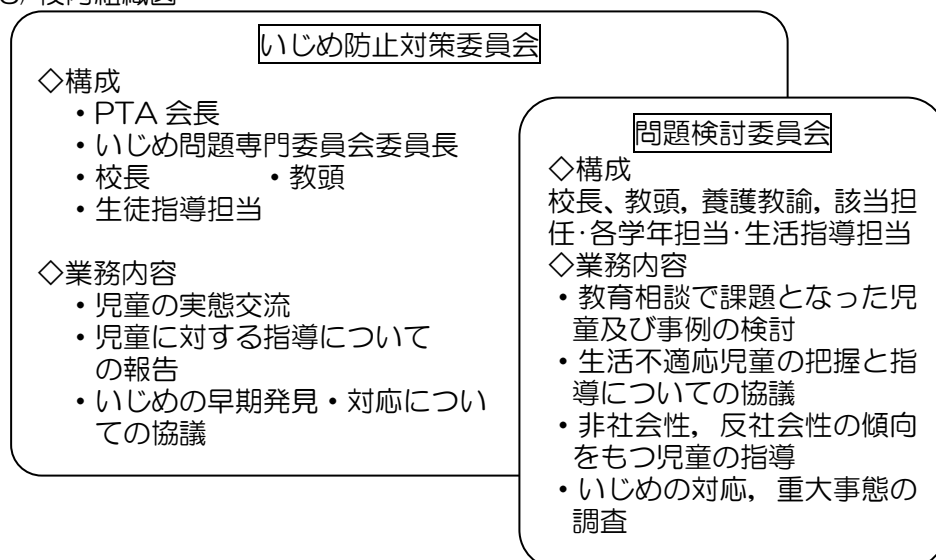 いじめ防止対策委員会
◇構成
・PTA 会長
・いじめ問題専門委員会委員長
・校長　　　　・教頭
・生徒指導担当
◇業務内容
・児童の実態交流
・児童に対する指導について
の報告
・いじめの早期発見・対応につい
ての協議
問題検討委員会
◇構成
校長、教頭，養護教諭，該当担
任・各学年担当・生活指導担当
◇業務内容
・教育相談で課題となった児
童及び事例の検討
・生活不適応児童の把握と指
導についての協議
・非社会性，反社会性の傾向
をもつ児童の指導
・いじめの対応，重大事態の
調査